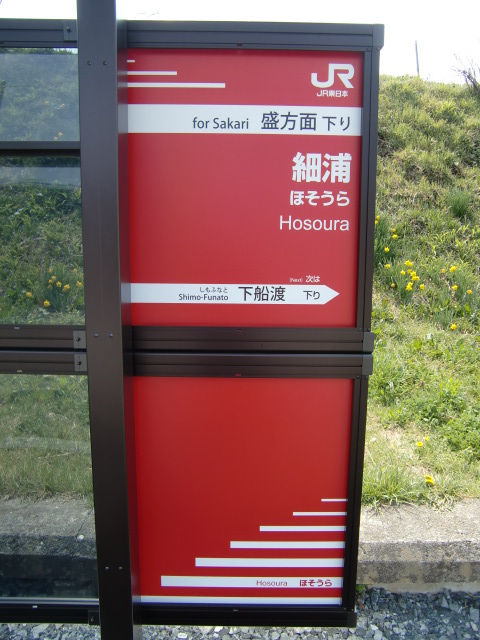 JR
JR東日本
for Sakari 盛方面 下り
細浦
ほそうら
Hosoura
(Next) 次は
しもふなと
Shimo-Funato 下船渡 下り
Hosoura ほそうら